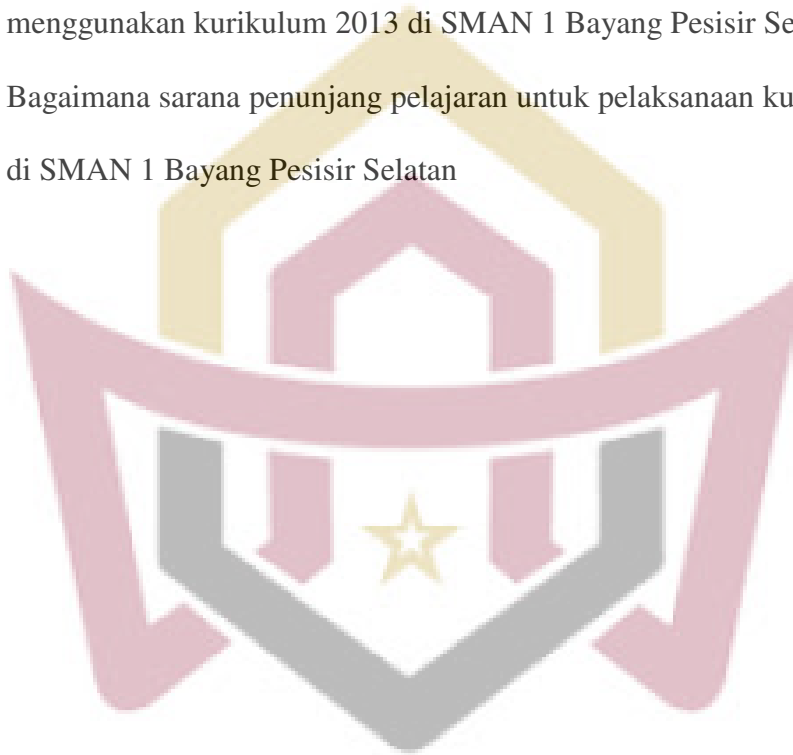 menggunakan kurikulum 2013 di SMAN 1 Bayang Pesisir Se
Bagaimana sarana penunjang pelajaran untuk pelaksanaan ku
di SMAN 1 Bayang Pesisir Selatan